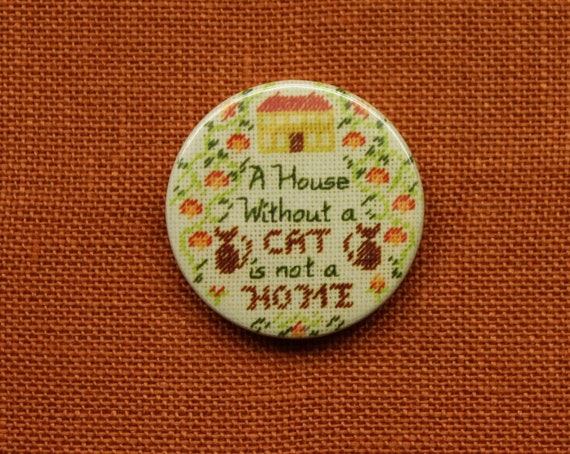 "A House
Without a
CAT
is not a
HOME